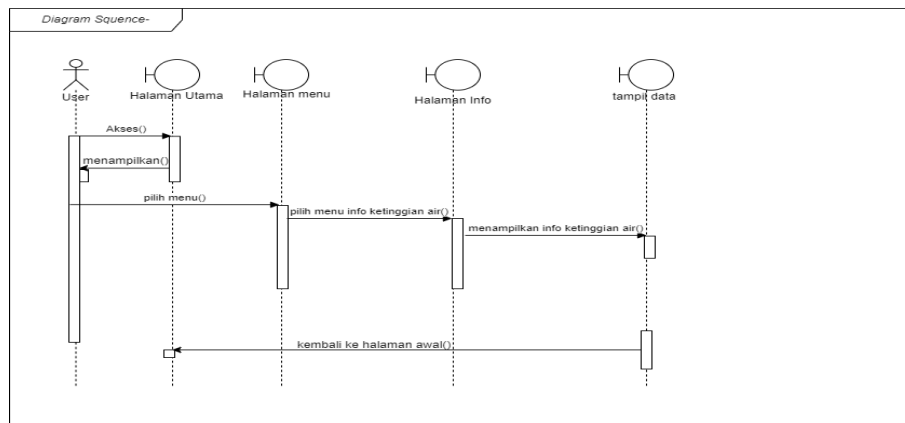 Diagram Squence-
User
Halaman Utama
Halaman menu
Halaman Info
tampil data
Akses()
menampilkan()
pilih menu()
pilih menu info ketinggian air()
menampilkan info ketinggian air()
kembali ke halaman awal()